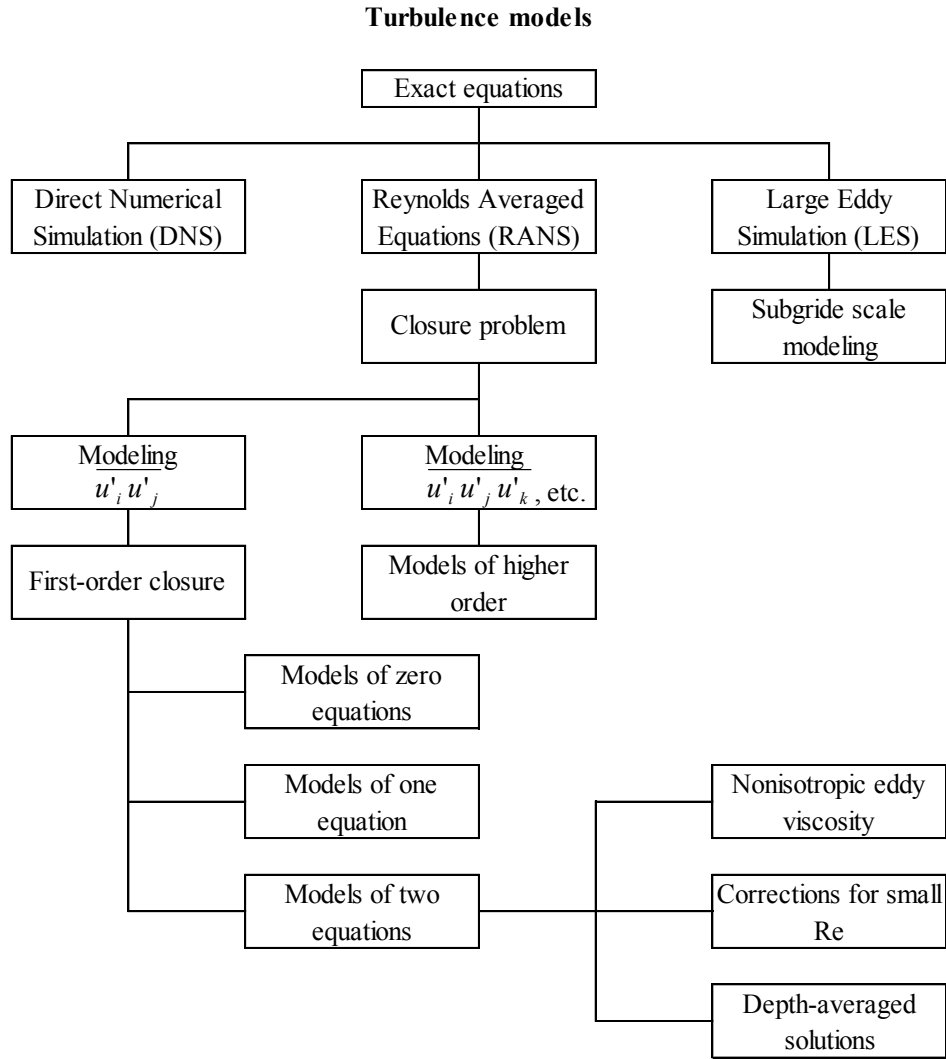 Turbulence models
Exact equations
Direct Numerical
Simulation (DNS)
Reynolds Averaged
Equations (RANS)
Large Eddy
Simulation (LES)
Closure problem
Subgride scale
modeling
Modeling
u'ᵢ u'ⱼ
Modeling
u'ᵢ u'ⱼ u'ₖ , etc.
First-order closure
Models of higher
order
Models of zero
equations
Models of one
equation
Models of two
equations
Nonisotropic eddy
viscosity
Corrections for small
Re
Depth-averaged
solutions